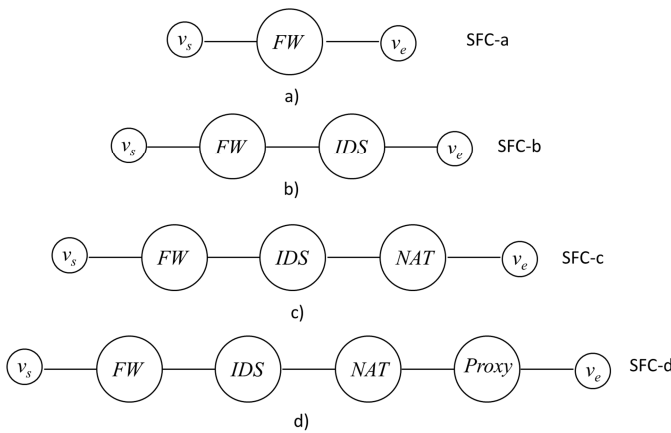 v_s FW v_e SFC-a
a)
v_s FW IDS v_e SFC-b
b)
v_s FW IDS NAT v_e SFC-c
c)
v_s FW IDS NAT Proxy v_e SFC-d
d)